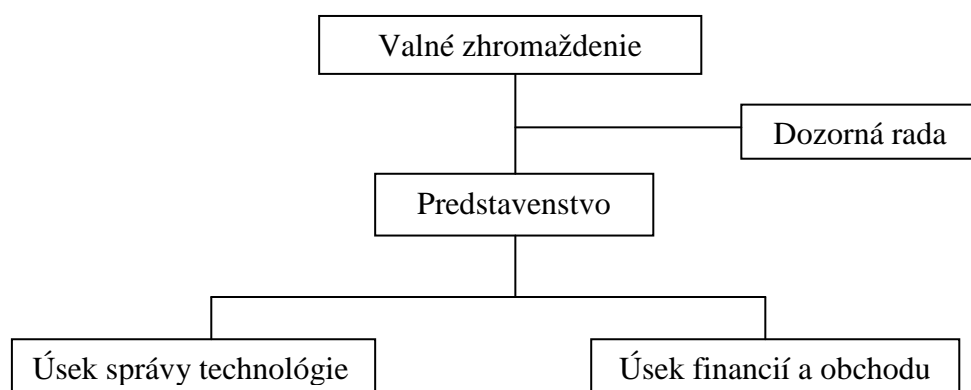 Valné zhromaždenie
Dozorná rada
Predstavenstvo
Úsek správy technológie
Úsek financií a obchodu